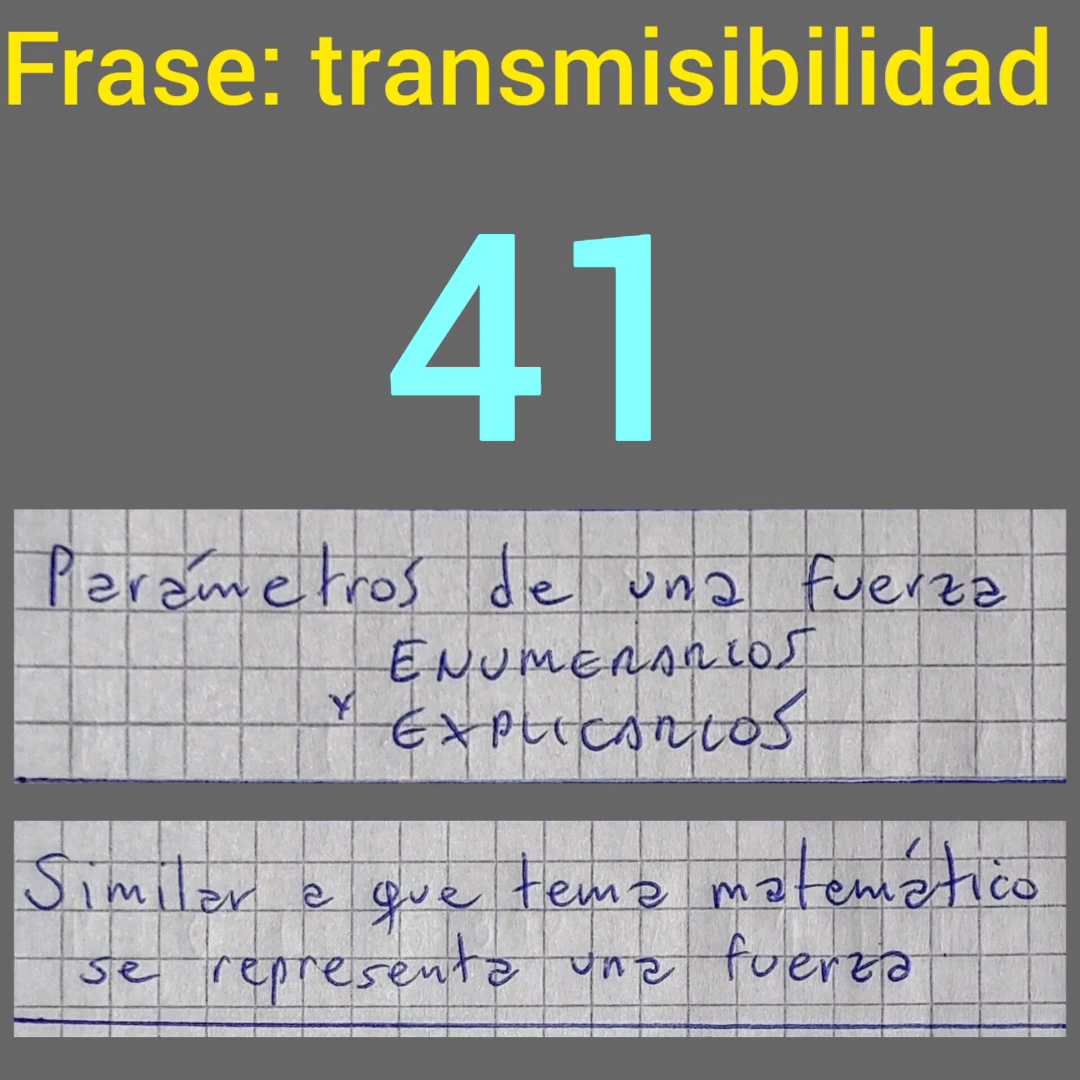 Frase: transmisibilidad
41
Parámetros de una fuerza
ENUMERARLOS
Y EXPLICARLOS
Similar a que tema matemático
se representa una fuerza